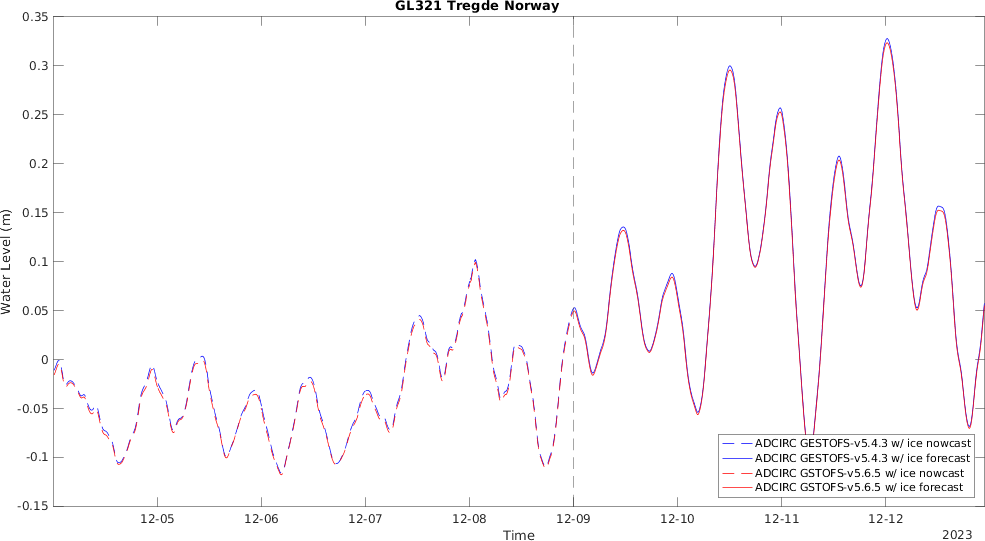 GL321 Tregde Norway
0.35
0.3
0.25
0.2
0.15
0.1
0.05
0
-0.05
-0.1
-0.15
Water Level (m)
ADCIRC GESTOFS-v5.4.3 w/ ice nowcast
ADCIRC GESTOFS-v5.4.3 w/ ice forecast
ADCIRC GSTOFS-v5.6.5 w/ ice nowcast
ADCIRC GSTOFS-v5.6.5 w/ ice forecast
12-05 12-06 12-07 12-08 12-09 12-10 12-11 12-12
Time
2023